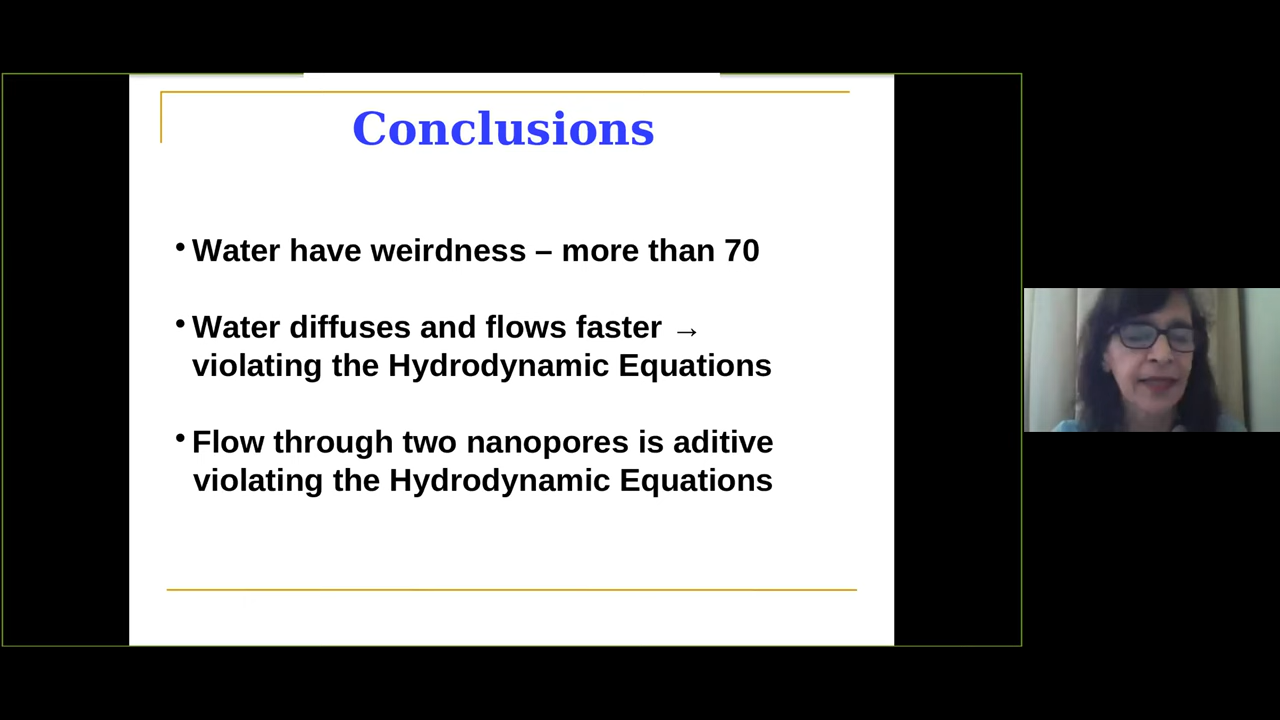 Conclusions
• Water have weirdness – more than 70
• Water diffuses and flows faster →
violating the Hydrodynamic Equations
• Flow through two nanopores is aditive
violating the Hydrodynamic Equations